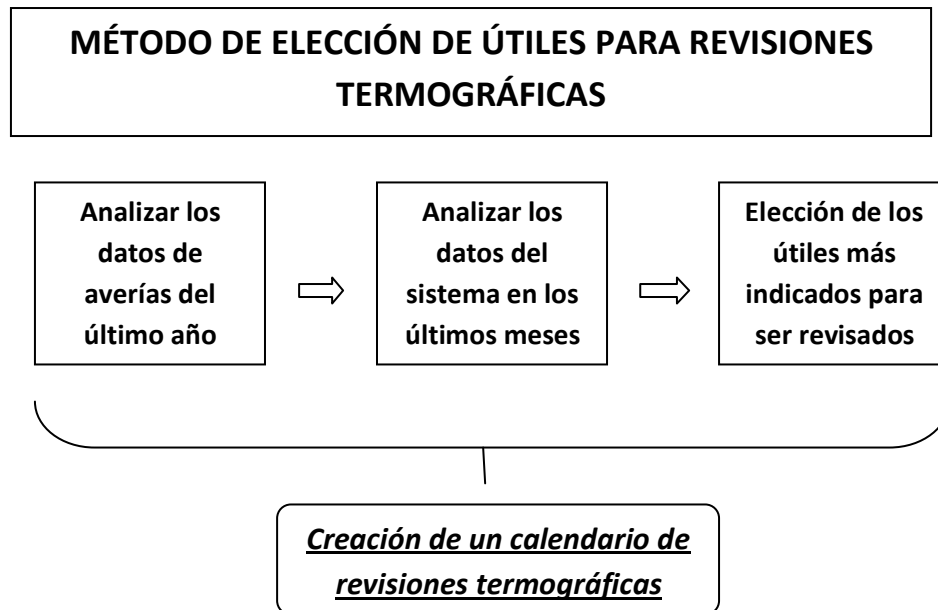 MÉTODO DE ELECCIÓN DE ÚTILES PARA REVISIONES
TERMOGRÁFICAS
Analizar los
datos de
averías del
último año
Analizar los
datos del
sistema en los
últimos meses
Elección de los
útiles más
indicados para
ser revisados
Creación de un calendario de
revisiones termográficas